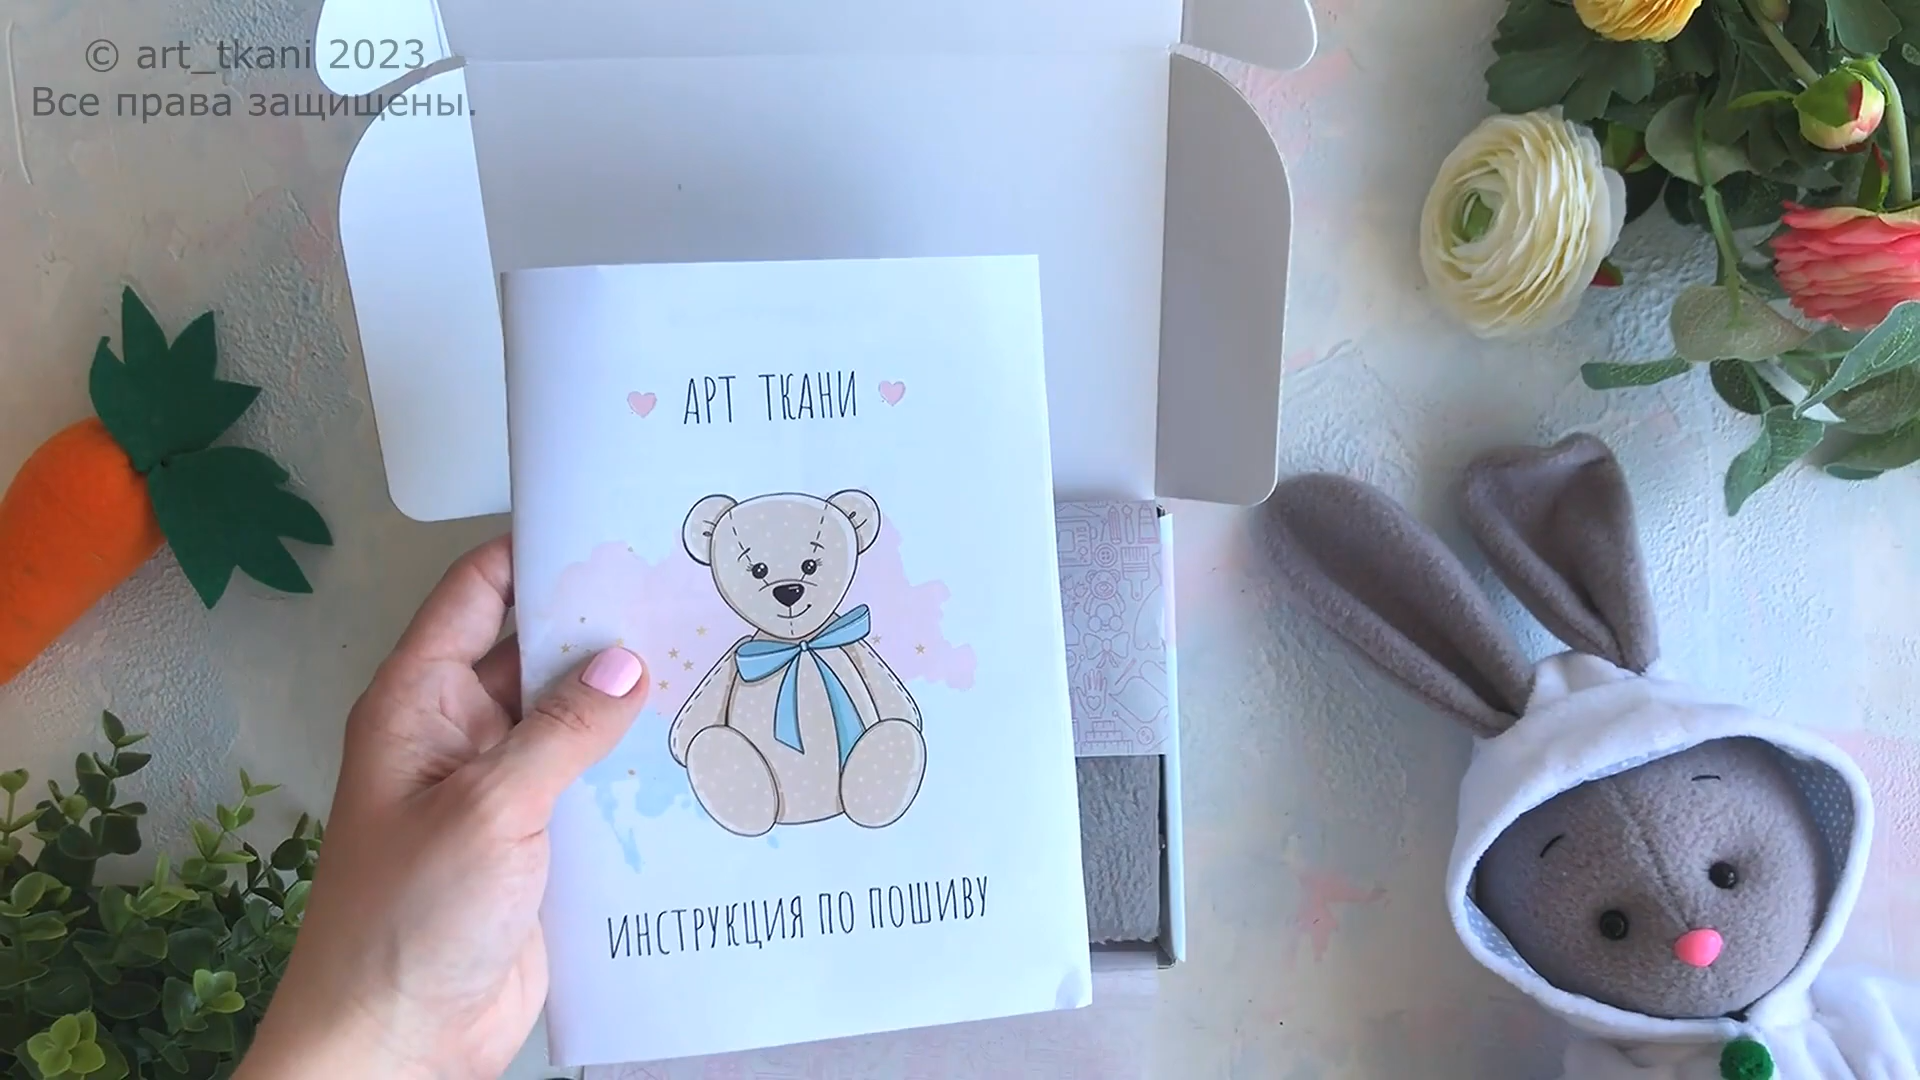 © art_tkani 2023
Все права защищены.
АРТ ТКАНИ
ИНСТРУКЦИЯ ПО ПОШИВУ